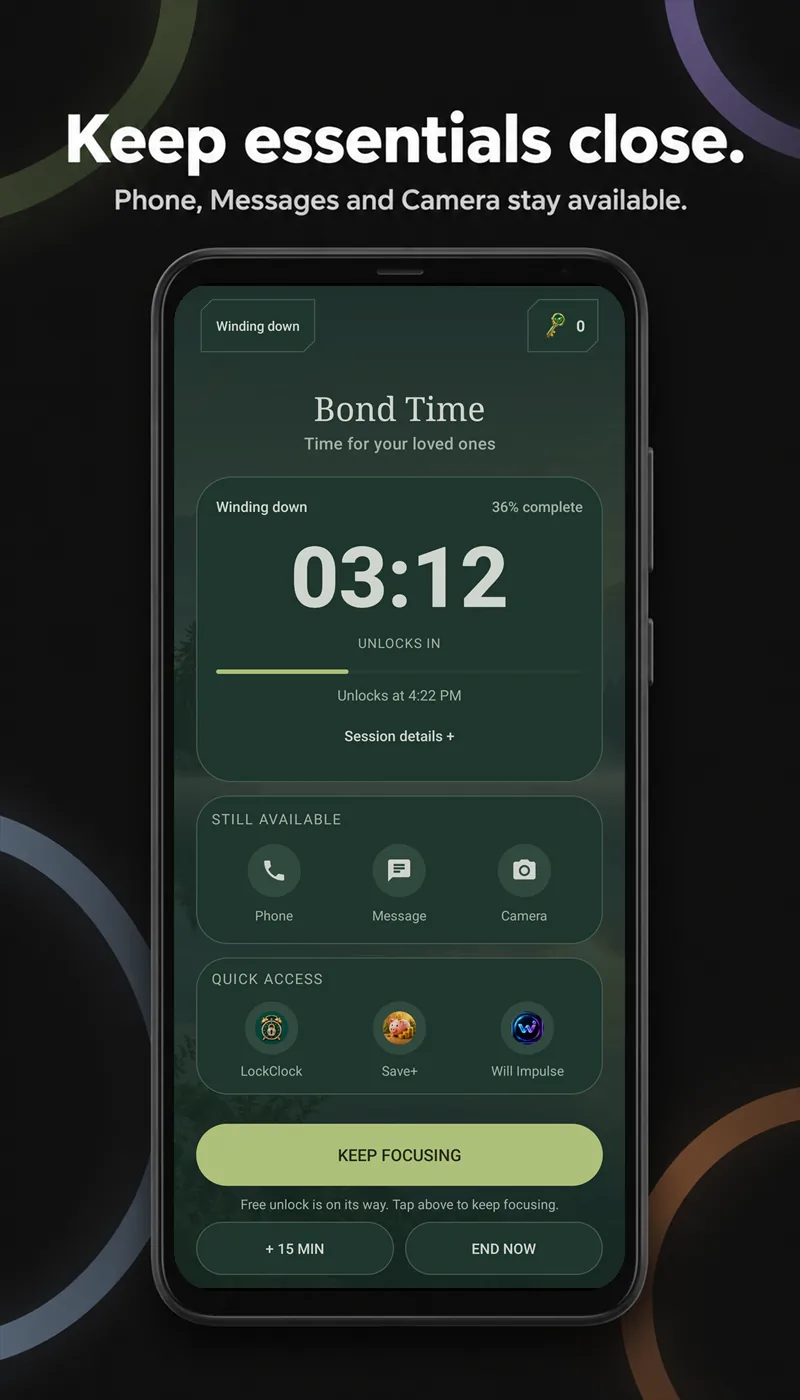 Keep essentials close.
Phone, Messages and Camera stay available.
Winding down
0
Bond Time
Time for your loved ones
Winding down
36% complete
03:12
UNLOCKS IN
Unlocks at 4:22 PM
Session details +
STILL AVAILABLE
Phone
Message
Camera
QUICK ACCESS
W
LockClock
Save+
Will Impulse
KEEP FOCUSING
Free unlock is on its way. Tap above to keep focusing.
+ 15 MIN
END NOW